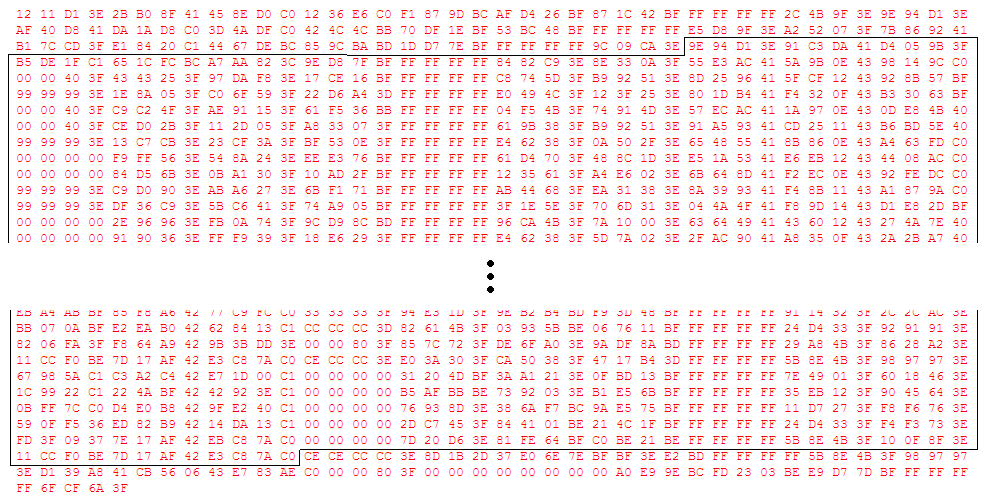 12 11 D1 3E 2B B0 8F 41 45 8E D0 C0 12 36 E6 C0 F1 87 9D BC AF D4 26 BF 87 1C 42 BF FF FF FF FF 2C 4B 9F 3E 9E 94 D1 3E
AF 40 D8 41 DA 1A D8 C0 3D 4A DF C0 42 4C 4C BB 70 DF 1E BF 53 BC 48 BF FF FF FF FF E5 D8 9F 3E A2 52 07 3F 7B 86 92 41
B1 7C CD 3F E1 84 20 C1 44 67 DE BC 85 9C BA BD 1D D7 7E BF FF FF FF FF 9C 09 CA 3E 9E 94 D1 3E 91 C3 DA 41 D4 05 9B 3F
B5 DE 1F C1 65 1C FC BC A7 AA 82 3C 9E D8 7F BF FF FF FF FF 84 82 C9 3E 8E 33 0A 3F 55 E3 AC 41 5A 9B 0E 43 98 14 9C C0
00 00 40 3F 43 43 25 3F 97 DA F8 3E 17 CE 16 BF FF FF FF FF C8 74 5D 3F B9 92 51 3E 8D 25 96 41 5F CF 12 43 92 8B 57 BF
99 99 99 3E 1E 8A 05 3F C0 6F 59 3F 22 D6 A4 3D FF FF FF FF E0 49 4C 3F 12 3F 25 3E 80 1D B4 41 F4 32 0F 43 B3 30 63 BF
00 00 40 3F C9 C2 4F 3F AE 91 15 3F 61 F5 36 BB FF FF FF FF 04 F5 4B 3F 74 91 4D 3E 57 EC AC 41 1A 97 0E 43 0D E8 4B 40
00 00 40 3F CE D0 2B 3F 11 2D 05 3F A8 33 07 3F FF FF FF FF 61 9B 38 3F B9 92 51 3E 91 A5 93 41 CD 25 11 43 B6 BD 5E 40
99 99 99 3E 13 C7 CB 3E 23 CF 3A 3F BF 53 0E 3F FF FF FF FF E4 62 38 3F 0A 50 2F 3E 65 48 55 41 8B 86 0E 43 A4 63 FD C0
00 00 00 00 F9 FF 56 3E 54 8A 24 3E EE E3 76 BF FF FF FF FF 61 D4 70 3F 48 8C 1D 3E E5 1A 53 41 E6 EB 12 43 44 08 AC C0
00 00 00 00 84 D5 6B 3E 0B A1 30 3F 10 AD 2F BF FF FF FF FF 12 35 61 3F A4 E6 02 3E 6B 64 8D 41 F2 EC 0E 43 92 FE DC C0
99 99 99 3E C9 D0 90 3E AB A6 27 3E 6B F1 71 BF FF FF FF FF AB 44 68 3F EA 31 38 3E 8A 39 93 41 F4 8B 11 43 A1 87 9A C0
99 99 99 3E DF 36 C9 3E 5B C6 41 3F 74 A9 05 BF FF FF FF FF 3F 1E 5E 3F 70 6D 31 3E 04 4A 4F 41 F8 9D 14 43 D1 E8 2D BF
00 00 00 00 2E 96 96 3E FB 0A 74 3F 9C D9 8C BD FF FF FF FF 96 CA 4B 3F 7A 10 00 3E 63 64 49 41 43 60 12 43 27 4A 7E 40
00 00 00 00 91 90 36 3E FF F9 39 3F 18 E6 29 3F FF FF FF FF E4 62 38 3F 5D 7A 02 3E 2F AC 90 41 A8 35 0F 43 2A 2B A7 40
BB 07 0A BF E2 EA B0 42 62 84 13 C1 CC CC CC 3D 82 61 4B 3F 03 93 5B BE 06 76 11 BF FF FF FF FF 24 D4 33 3F 92 91 91 3E
82 06 FA 3F F8 64 A9 42 9B 3B DD 3E 00 00 80 3F 85 7C 72 3F DE 6F A0 3E 9A DF 8A BD FF FF FF FF 29 A8 4B 3F 86 28 A2 3E
11 CC F0 BE 7D 17 AF 42 E3 C8 7A C0 CE CC CC 3E E0 3A 30 3F CA 50 38 3F 47 17 B4 3D FF FF FF FF 5B 8E 4B 3F 98 97 97 3E
67 98 5A C1 C3 A2 C4 42 E7 1D 00 C1 00 00 00 00 31 20 4D BF 3A A1 21 3E 0F BD 13 BF FF FF FF FF 7E 49 01 3F 60 18 46 3E
1C 99 22 C1 22 4A BF 42 42 92 3E C1 00 00 00 00 B5 AF BB BE 73 92 03 3E B1 E5 6B BF FF FF FF FF 35 EB 12 3F 90 45 64 3E
0B FF 7C C0 D4 E0 B8 42 9F E2 40 C1 00 00 00 00 76 93 8D 3E 38 6A F7 BC 9A E5 75 BF FF FF FF FF 11 D7 27 3F F8 F6 76 3E
59 0F F5 36 ED 82 B9 42 14 DA 13 C1 00 00 00 00 2D C7 45 3F 84 41 01 BE 21 4C 1F BF FF FF FF FF 24 D4 33 3F F4 F3 73 3E
FD 3F 09 37 7E 17 AF 42 EB C8 7A C0 00 00 00 00 7D 20 D6 3E 81 FE 64 BF C0 BE 21 BE FF FF FF FF 5B 8E 4B 3F 10 0F 8F 3E
11 CC F0 BE 7D 17 AF 42 E3 C8 7A C0 CE CC CC 3E 8D 1B 2D 37 E0 6E 7E BF BF 3E E2 BD FF FF FF FF 5B 8E 4B 3F 98 97 97
3E D1 39 A8 41 CB 56 06 43 E7 83 AE C0 00 00 80 3F 00 00 00 00 00 00 00 00 A0 E9 9E BC FD 23 03 BE E9 D7 7D BF FF FF FF
FF 6F CF 6A 3F